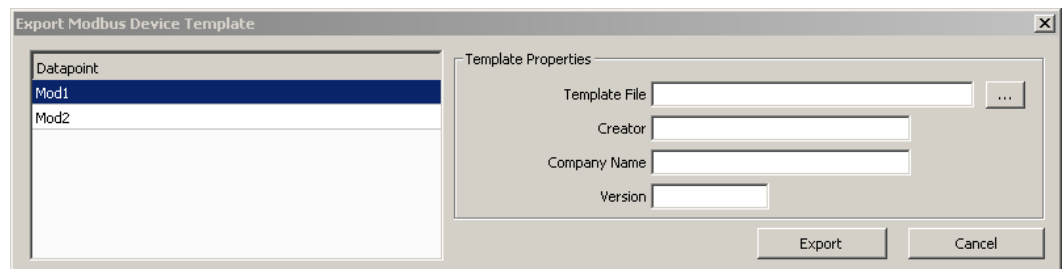 Export Modbus Device Template
Datapoint
Mod1
Mod2
Template Properties
Template File
...
Creator
Company Name
Version
Export
Cancel